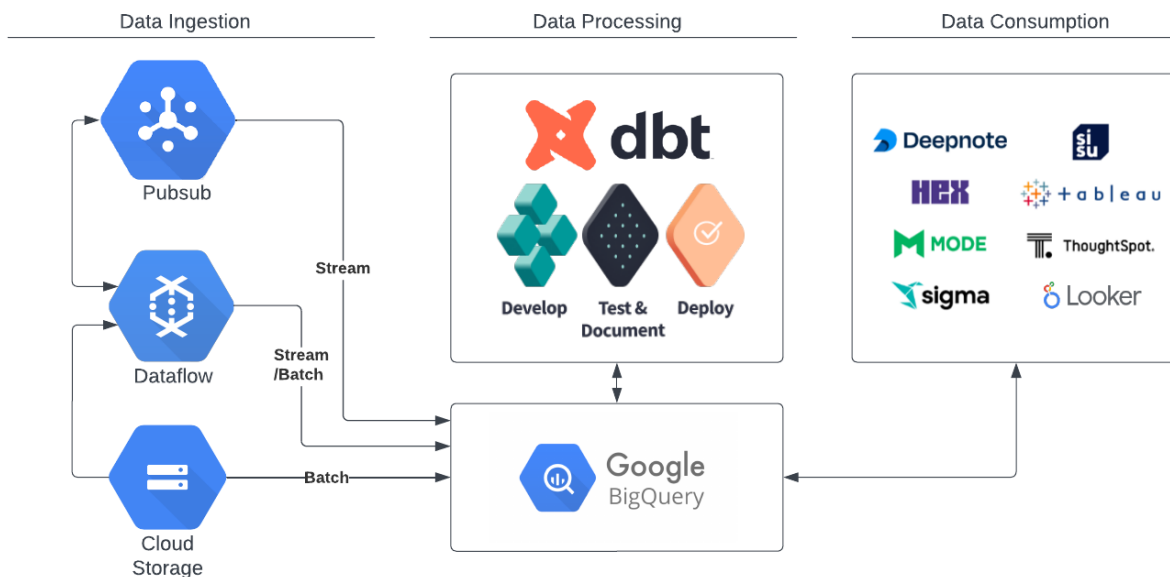 Data Ingestion
Data Processing
Data Consumption
Pubsub
Dataflow
Cloud
Storage
Stream
Stream
/Batch
Batch
dbt
Develop
Test &
Document
Deploy
Google
BigQuery
Deepnote
sisu
HEX
+ableau
MODE
ThoughtSpot.
sigma
Looker